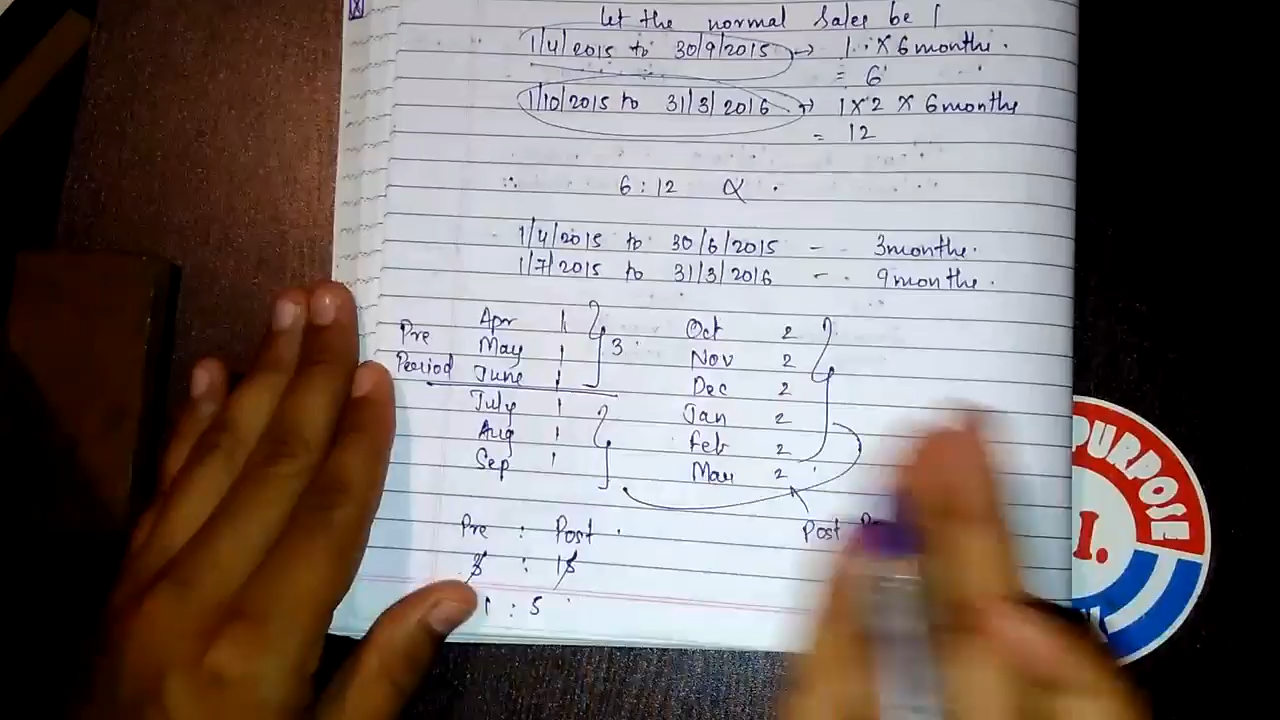 Let the normal Sales be 1
1/4/2015 to 30/9/2015 → 1 × 6 months.
= 6
1/10/2015 to 31/3/2016 → 1×2 × 6 months
= 12
∴ 6 : 12
1/4/2015 to 30/6/2015 - 3 months.
1/7/2015 to 31/3/2016 - 9 months.
Pre Period
Apr 1
May 1
June 1
3
July 1
Aug 1
Sep 1
Oct 2
Nov 2
Dec 2
Jan 2
Feb 2
Mar 2
Post
Pre : Post
3 : 15
1 : 5
PURPOSE
I.